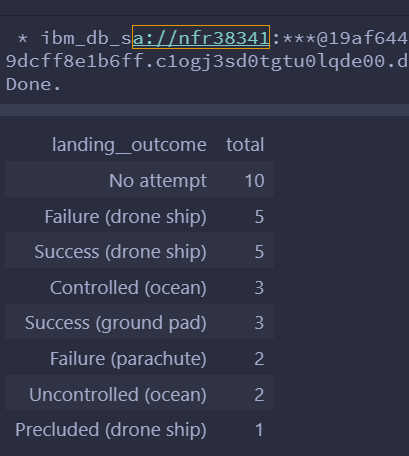 * ibm_db_sa://nfr38341:***@19af644
9dcff8e1b6ff.c1ogj3sd0tgtu0lqde00.d
Done.
landing__outcome total
No attempt 10
Failure (drone ship) 5
Success (drone ship) 5
Controlled (ocean) 3
Success (ground pad) 3
Failure (parachute) 2
Uncontrolled (ocean) 2
Precluded (drone ship) 1